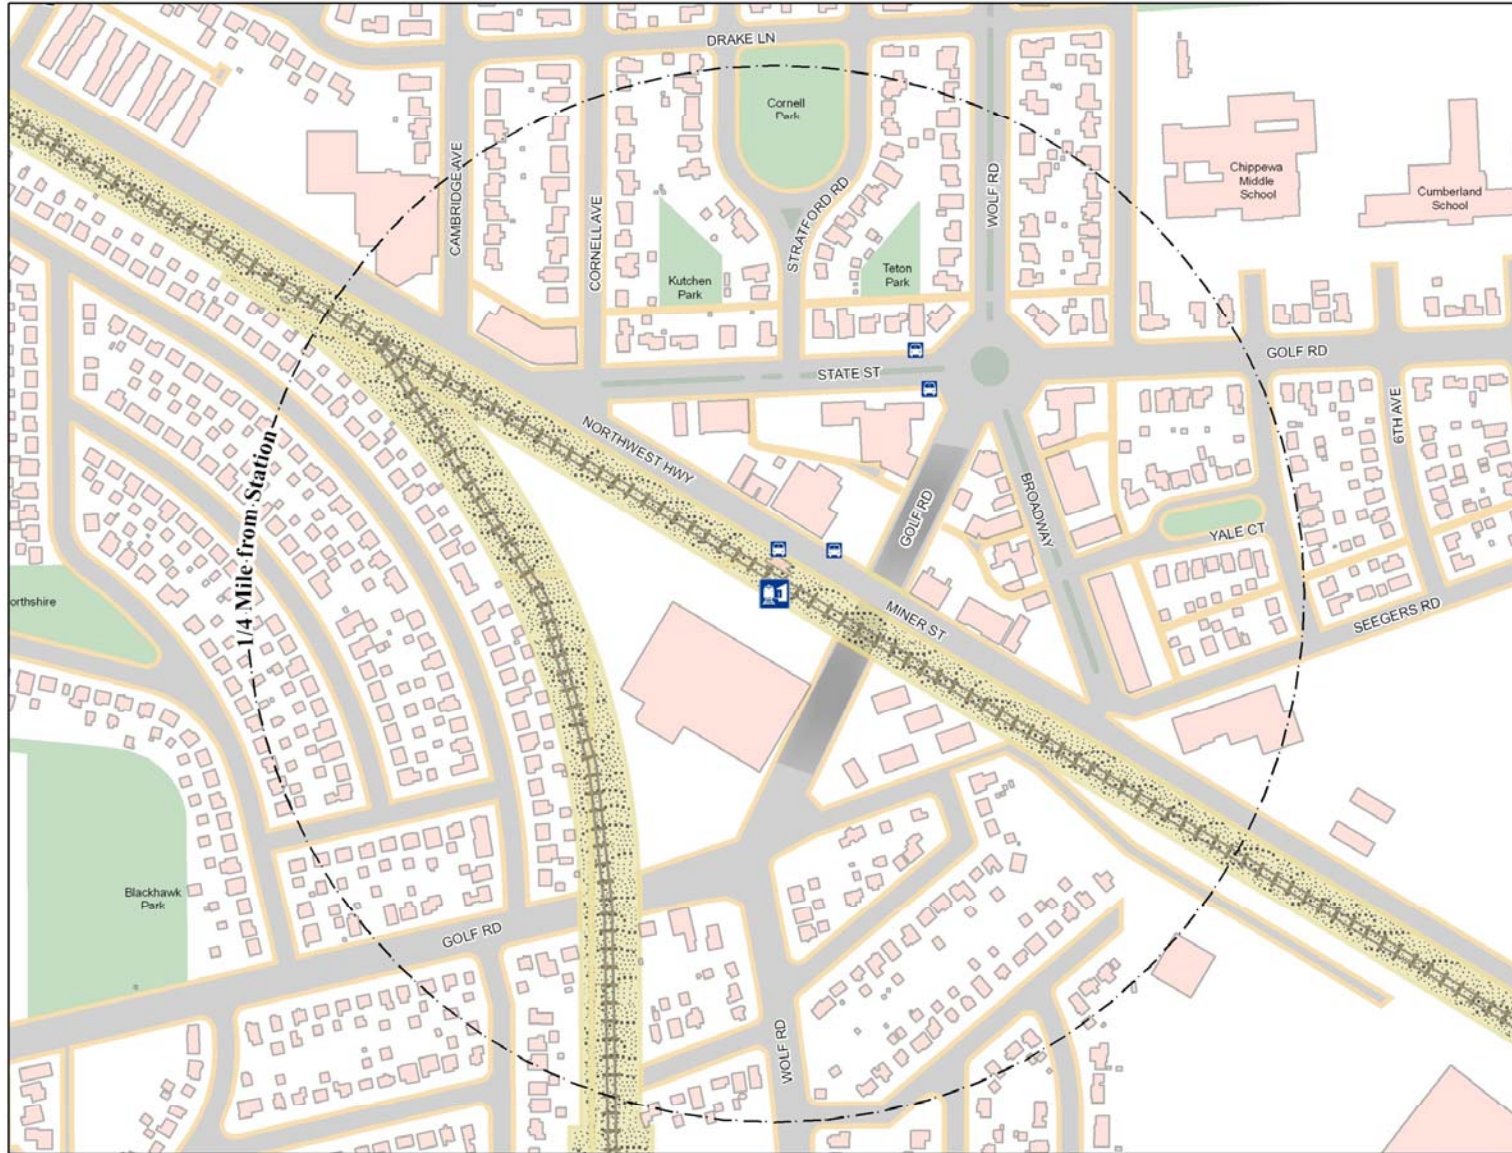 DRAKE LN
Cornell
Park
CAMBRIDGE AVE
CORNELL AVE
STRATFORD RD
WOLF RD
Chippewa
Middle
School
Cumberland
School
Kutchen
Park
Teton
Park
GOLF RD
STATE ST
6TH AVE
NORTHWEST HWY
1/4 Mile from Station
GOLF RD
BROADWAY
YALE CT
orthshire
MINER ST
SEEGERS RD
Blackhawk
Park
GOLF RD
WOLF RD